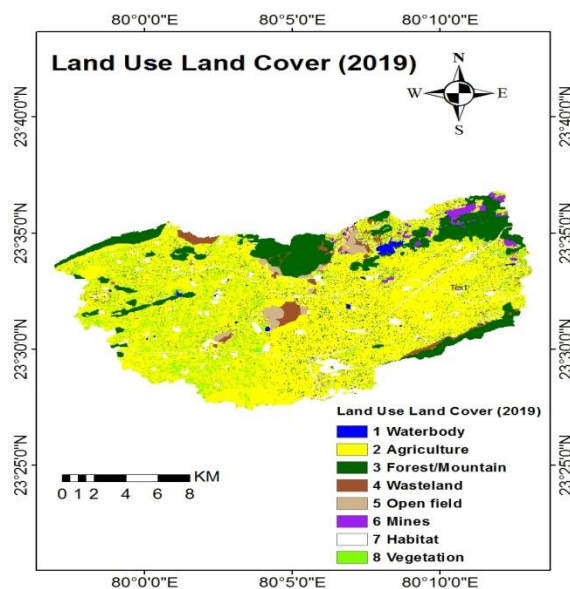 80°0'0"E 80°5'0"E 80°10'0"E
Land Use Land Cover (2019)
N
W E
S
23°40'0"N 23°40'0"N
23°35'0"N 23°35'0"N
Text
23°30'0"N 23°30'0"N
23°25'0"N 23°25'0"N
Land Use Land Cover (2019)
1 Waterbody
2 Agriculture
3 Forest/Mountain
4 Wasteland
5 Open field
6 Mines
7 Habitat
8 Vegetation
KM
0 1 2 4 6 8
80°0'0"E 80°5'0"E 80°10'0"E